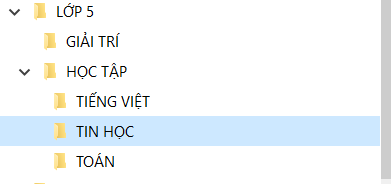 LỚP 5
GIẢI TRÍ
HỌC TẬP
TIẾNG VIỆT
TIN HỌC
TOÁN